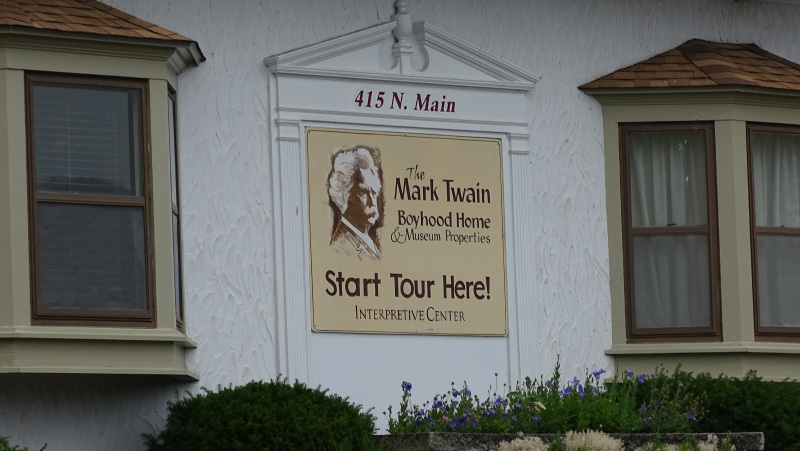 415 N. Main
The
Mark Twain
Boyhood Home
& Museum Properties
Start Tour Here!
Interpretive Center